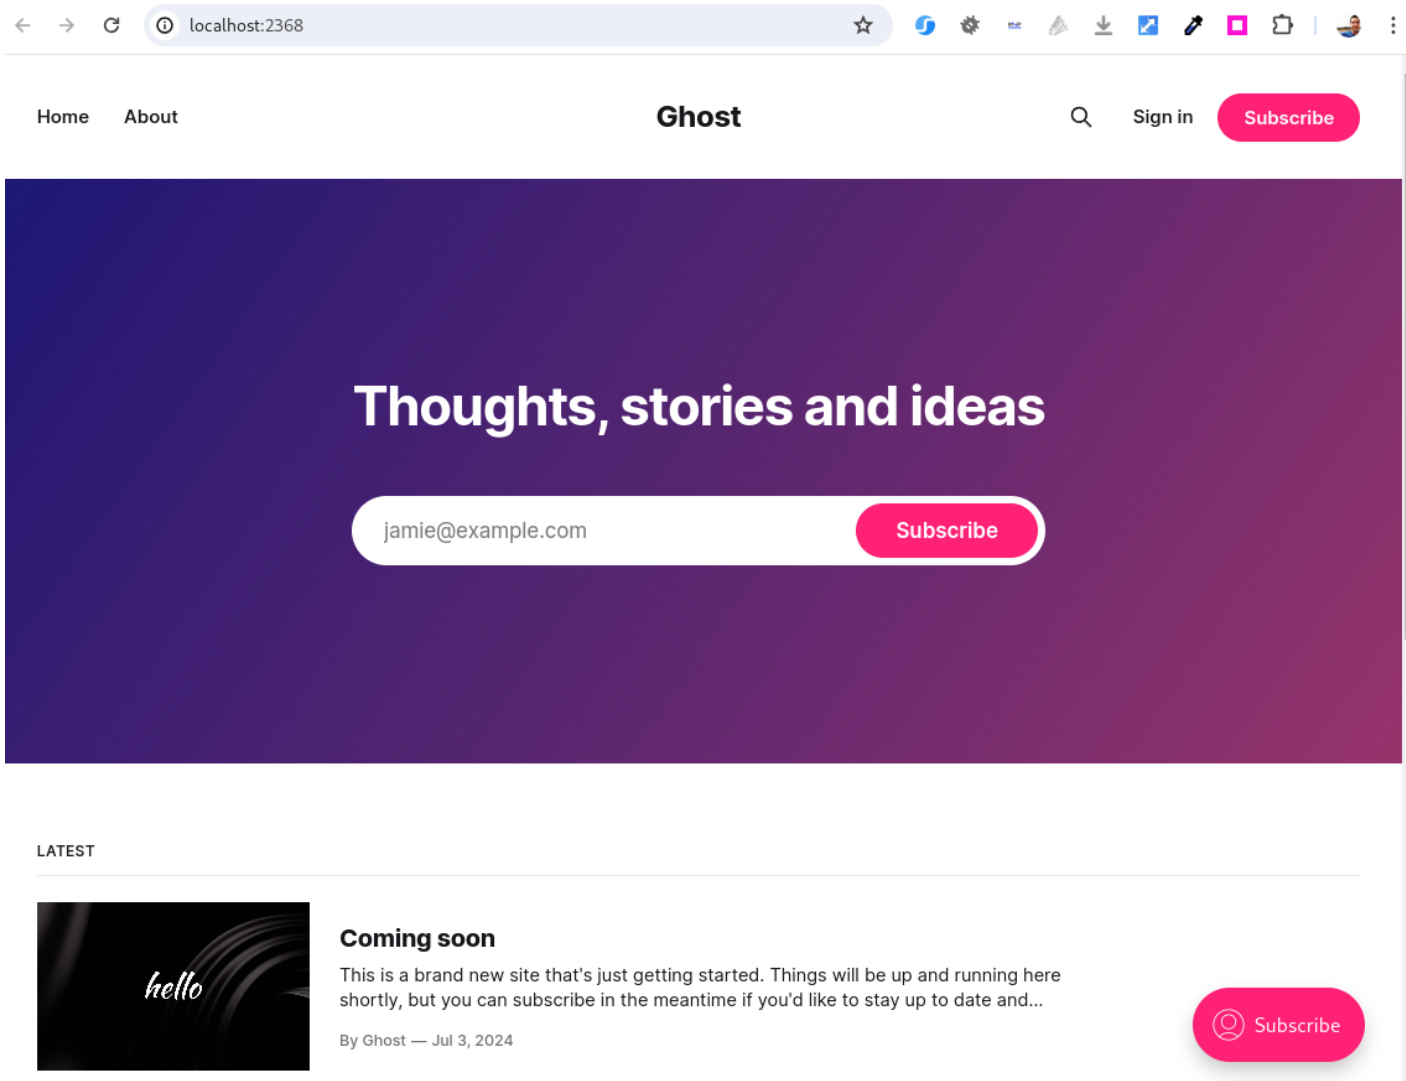 localhost:2368
Home About Ghost Sign in Subscribe
Thoughts, stories and ideas
jamie@example.com Subscribe
LATEST
hello
Coming soon
This is a brand new site that's just getting started. Things will be up and running here
shortly, but you can subscribe in the meantime if you'd like to stay up to date and...
By Ghost — Jul 3, 2024
Subscribe